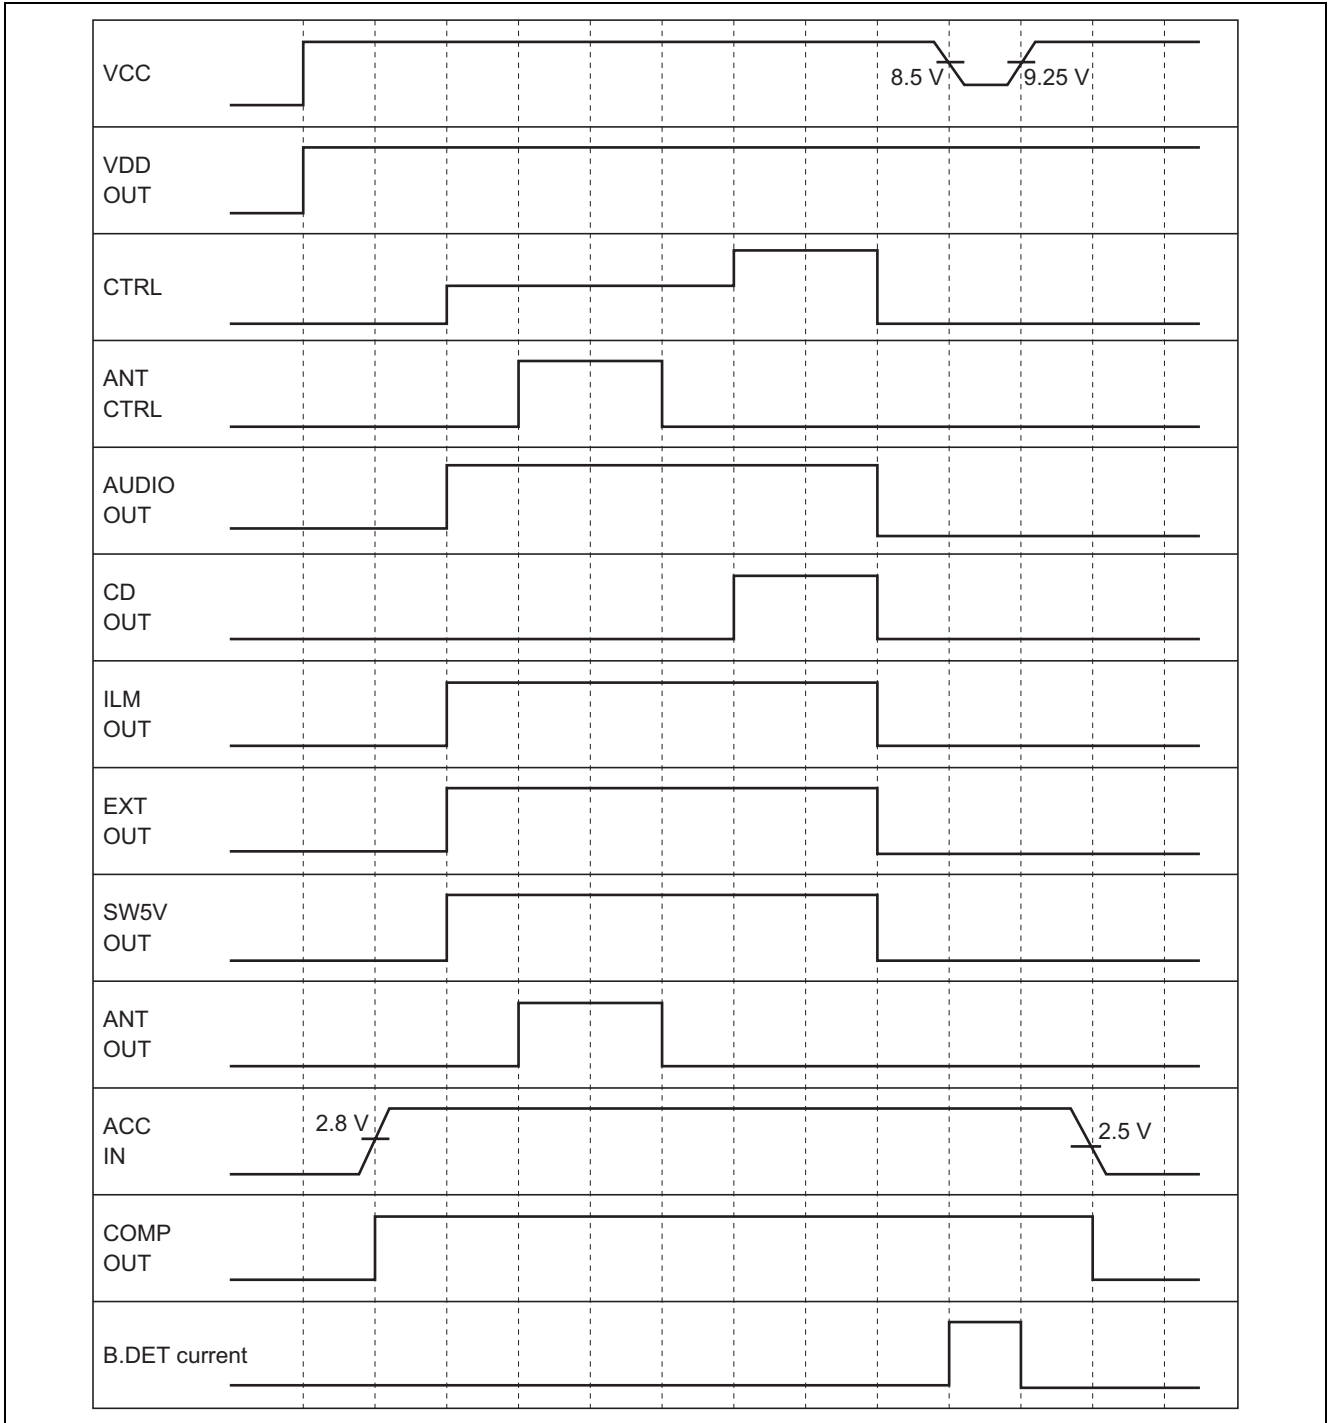 VCC
8.5 V
9.25 V
VDD
OUT
CTRL
ANT
CTRL
AUDIO
OUT
CD
OUT
ILM
OUT
EXT
OUT
SW5V
OUT
ANT
OUT
ACC
IN
2.8 V
2.5 V
COMP
OUT
B.DET current